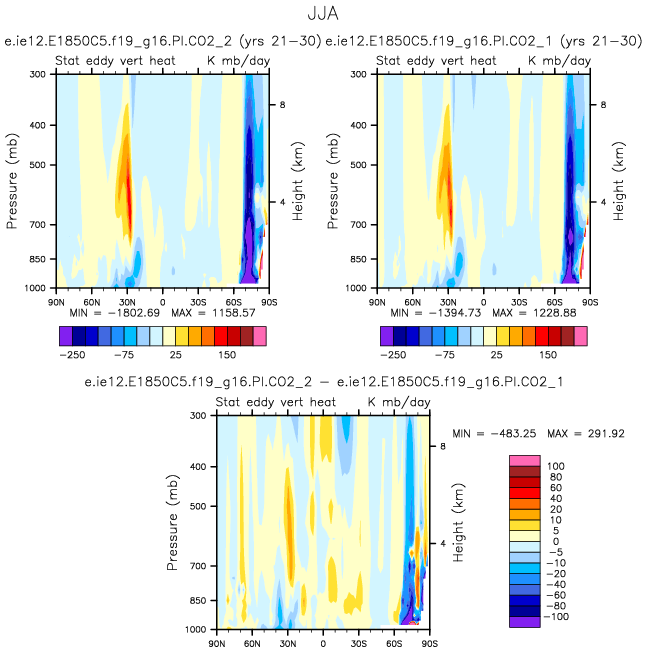 JJA
e.ie12.E1850C5.f19_g16.PI.CO2_2 (yrs 21-30) e.ie12.E1850C5.f19_g16.PI.CO2_1 (yrs 21-30)
Stat eddy vert heat K mb/day Stat eddy vert heat K mb/day
300 300
8 8
400 400
500 500
Pressure (mb) Height (km) Pressure (mb) Height (km)
4 4
700 700
850 850
1000 1000
90N 60N 30N 0 30S 60S 90S 90N 60N 30N 0 30S 60S 90S
MIN = -1802.69 MAX = 1158.57 MIN = -1394.73 MAX = 1228.88
-250 -75 25 150 -250 -75 25 150
e.ie12.E1850C5.f19_g16.PI.CO2_2 - e.ie12.E1850C5.f19_g16.PI.CO2_1
Stat eddy vert heat K mb/day
MIN = -483.25 MAX = 291.92
300
8
400
500
Pressure (mb) Height (km)
4
700
850
1000
90N 60N 30N 0 30S 60S 90S
100
80
60
40
20
10
5
0
-5
-10
-20
-40
-60
-80
-100